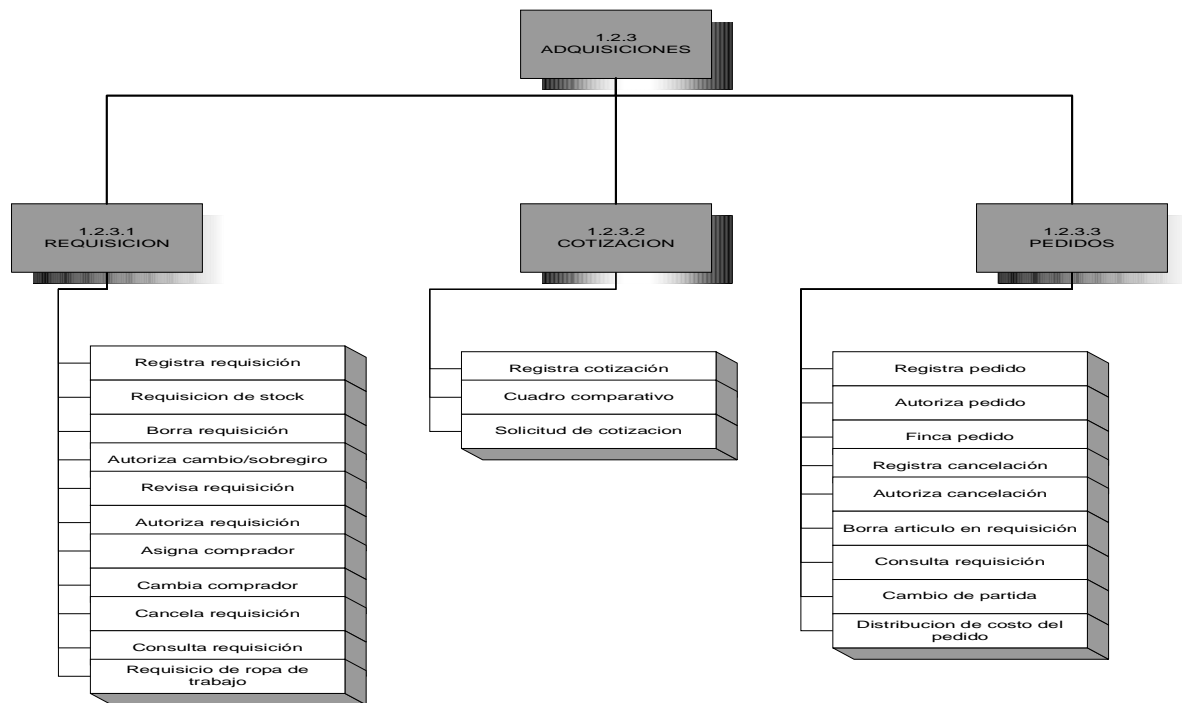 1.2.3
ADQUISICIONES
1.2.3.1
REQUISICION
1.2.3.2
COTIZACION
1.2.3.3
PEDIDOS
Registra requisición
Requisicion de stock
Borra requisición
Autoriza cambio/sobregiro
Revisa requisición
Autoriza requisición
Asigna comprador
Cambia comprador
Cancela requisición
Consulta requisición
Requisicio de ropa de
trabajo
Registra cotización
Cuadro comparativo
Solicitud de cotizacion
Registra pedido
Autoriza pedido
Finca pedido
Registra cancelación
Autoriza cancelación
Borra articulo en requisición
Consulta requisición
Cambio de partida
Distribucion de costo del
pedido